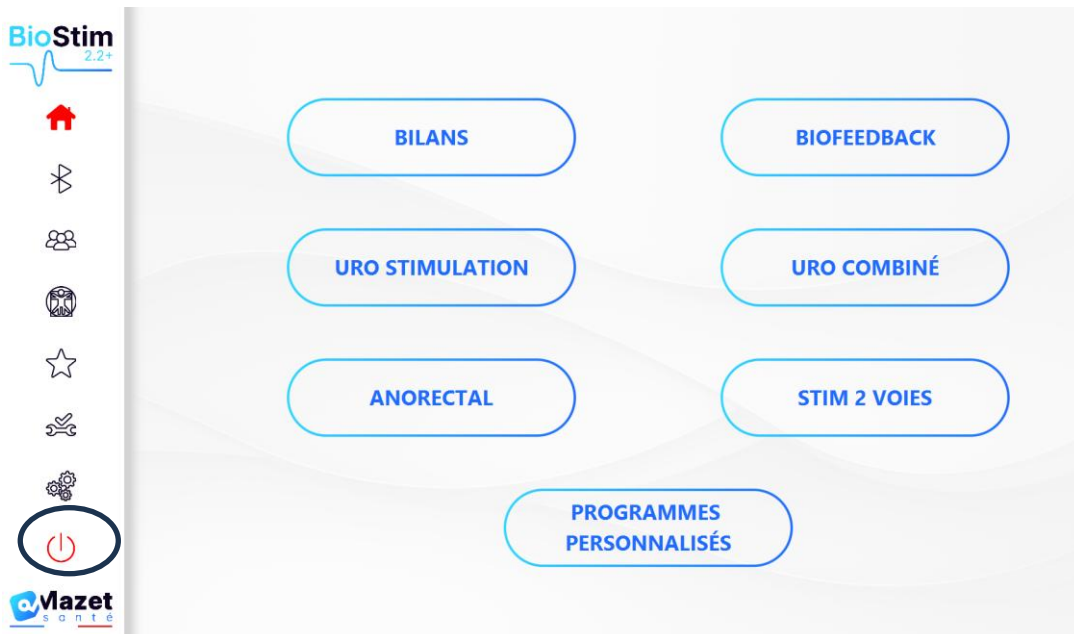 BioStim
2.2+
BILANS
BIOFEEDBACK
URO STIMULATION
URO COMBINÉ
ANORECTAL
STIM 2 VOIES
PROGRAMMES
PERSONNALISÉS
Mazet
santé